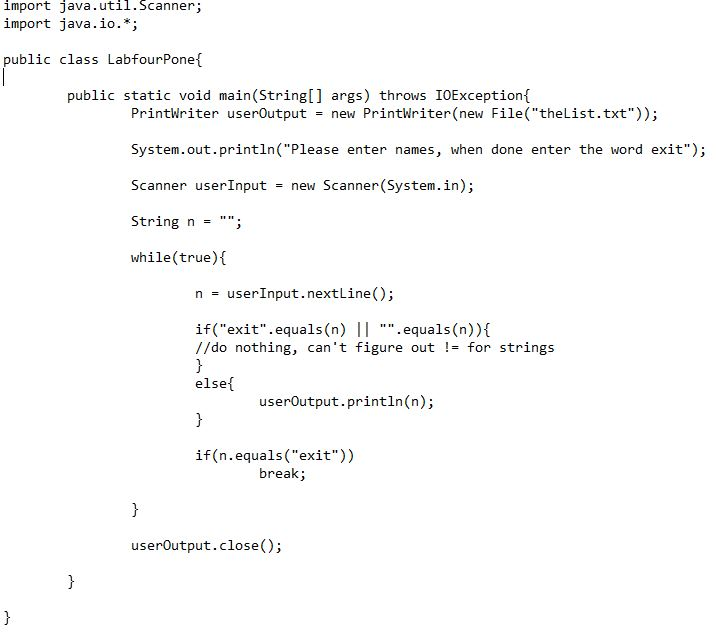 import java.util.Scanner;
import java.io.*;
public class LabfourPone{
public static void main(String[] args) throws IOException{
PrintWriter userOutput = new PrintWriter(new File("theList.txt"));
System.out.println("Please enter names, when done enter the word exit");
Scanner userInput = new Scanner(System.in);
String n = "";
while(true){
n = userInput.nextLine();
if("exit".equals(n) || "".equals(n)){
//do nothing, can't figure out != for strings
}
else{
userOutput.println(n);
}
if(n.equals("exit"))
break;
}
userOutput.close();
}
}